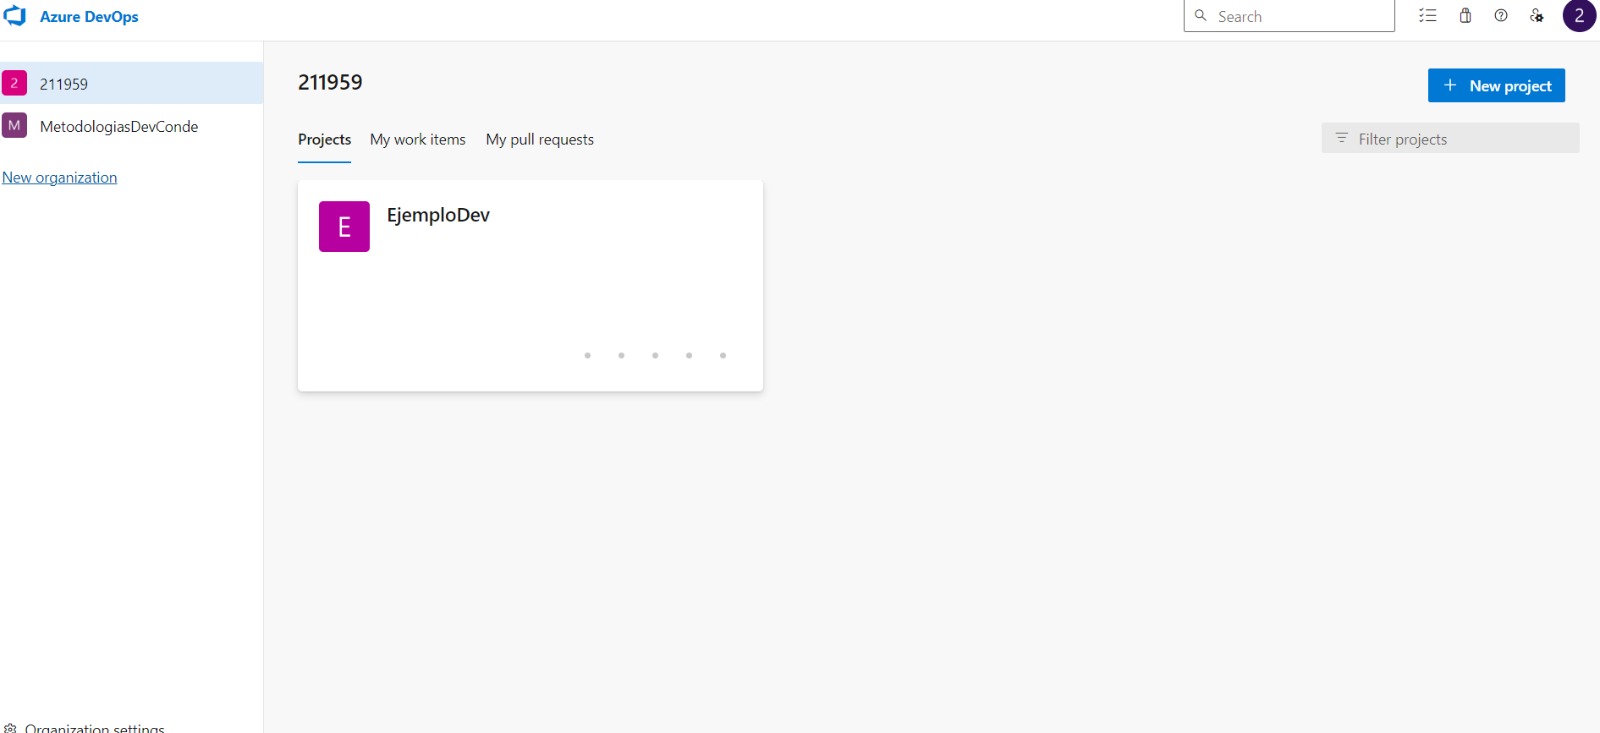 Azure DevOps
Search
2
2 211959
M MetodologiasDevConde
New organization
211959
New project
Projects My work items My pull requests
Filter projects
E EjemploDev
Organization settings